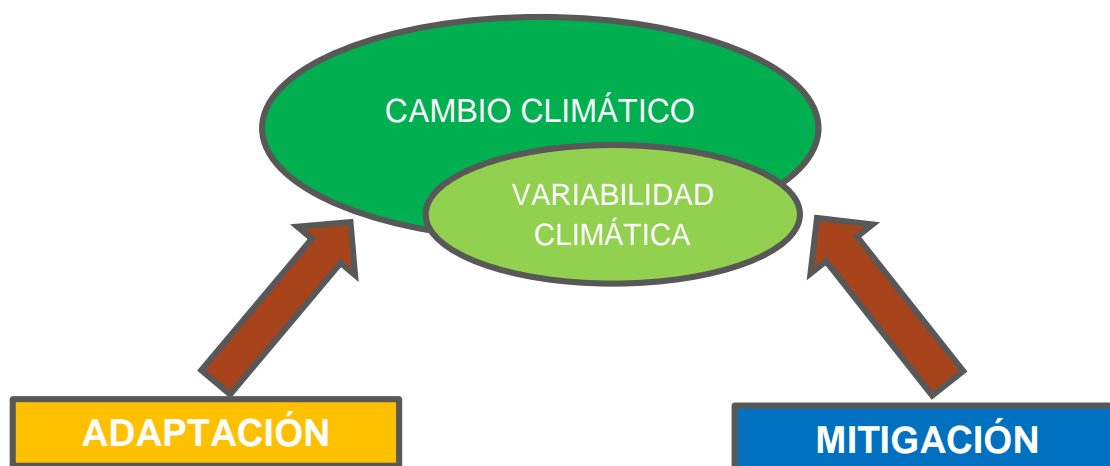 CAMBIO CLIMÁTICO
VARIABILIDAD
CLIMÁTICA
ADAPTACIÓN
MITIGACIÓN